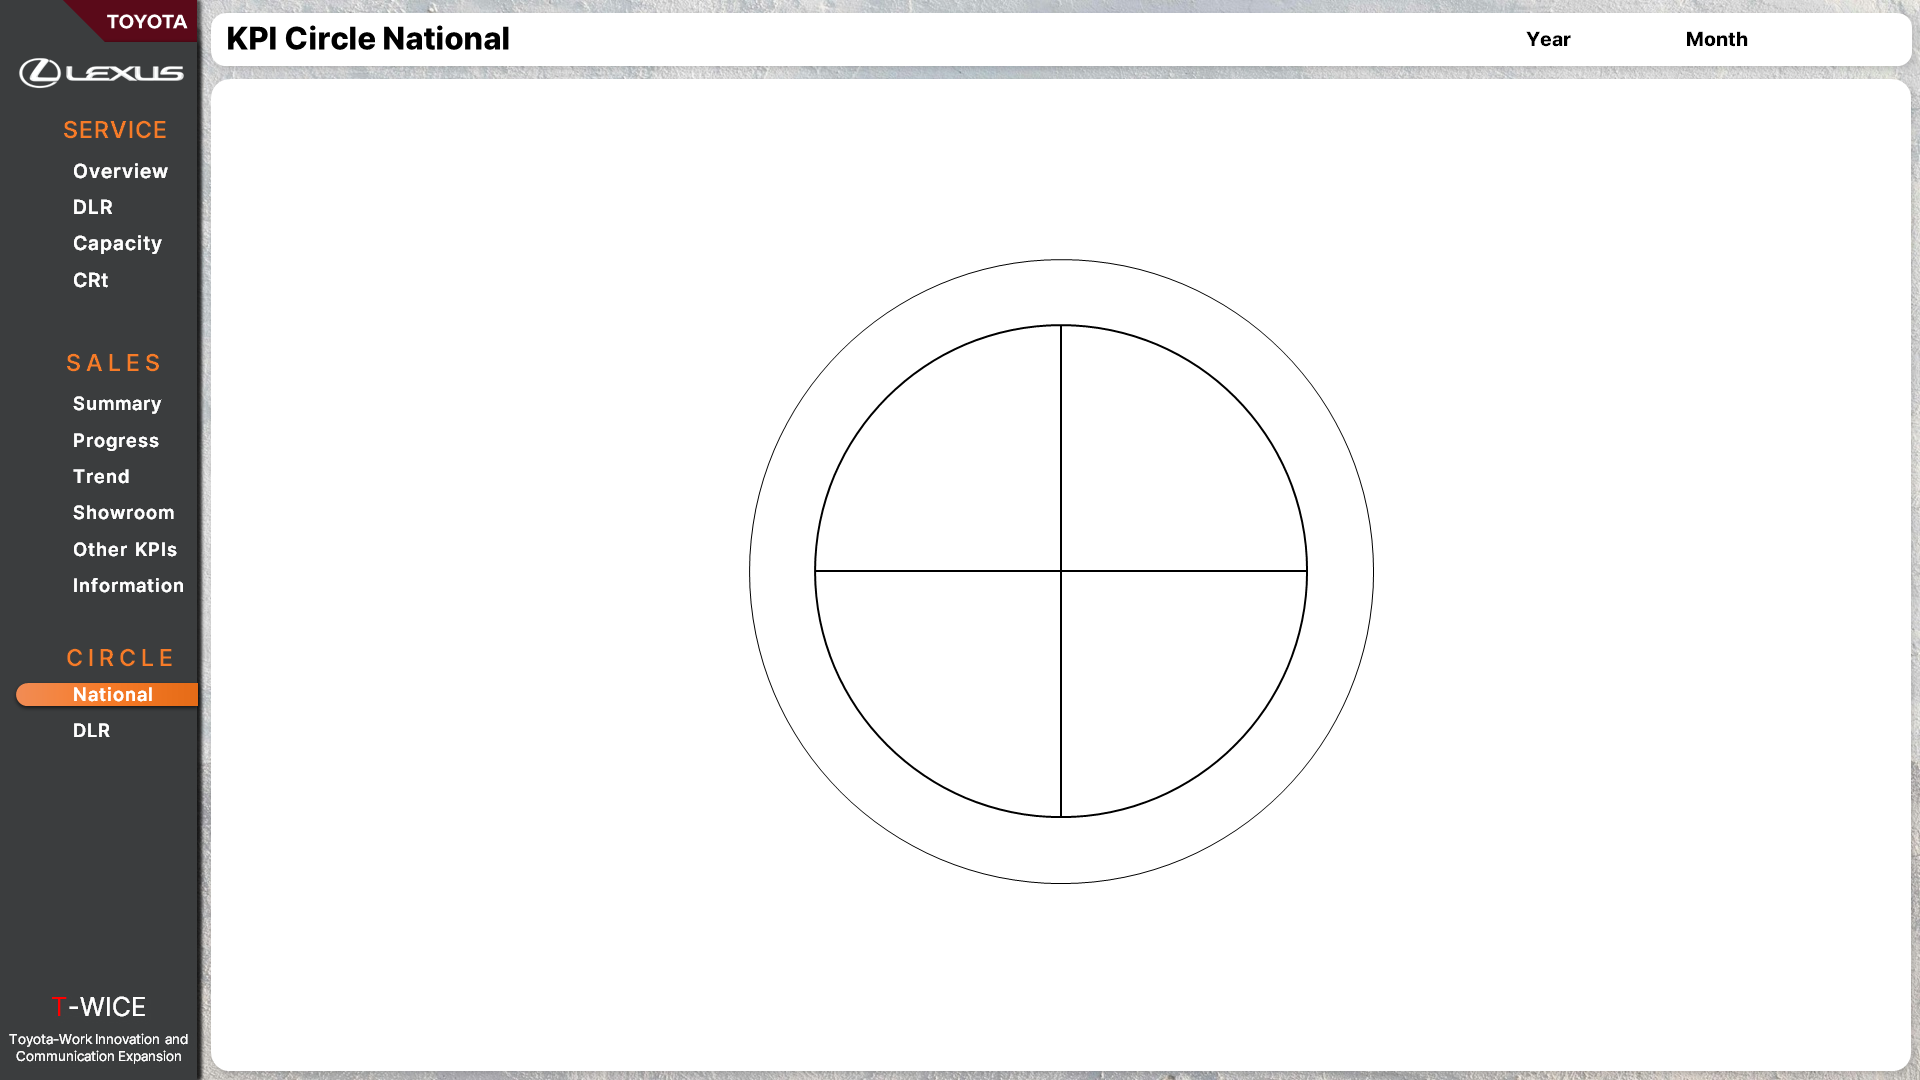 TOYOTA
LEXUS
SERVICE
Overview
DLR
Capacity
CRt
SALES
Summary
Progress
Trend
Showroom
Other KPIs
Information
CIRCLE
National
DLR
T-WICE
Toyota-Work Innovation and
Communication Expansion
KPI Circle National
Year
Month